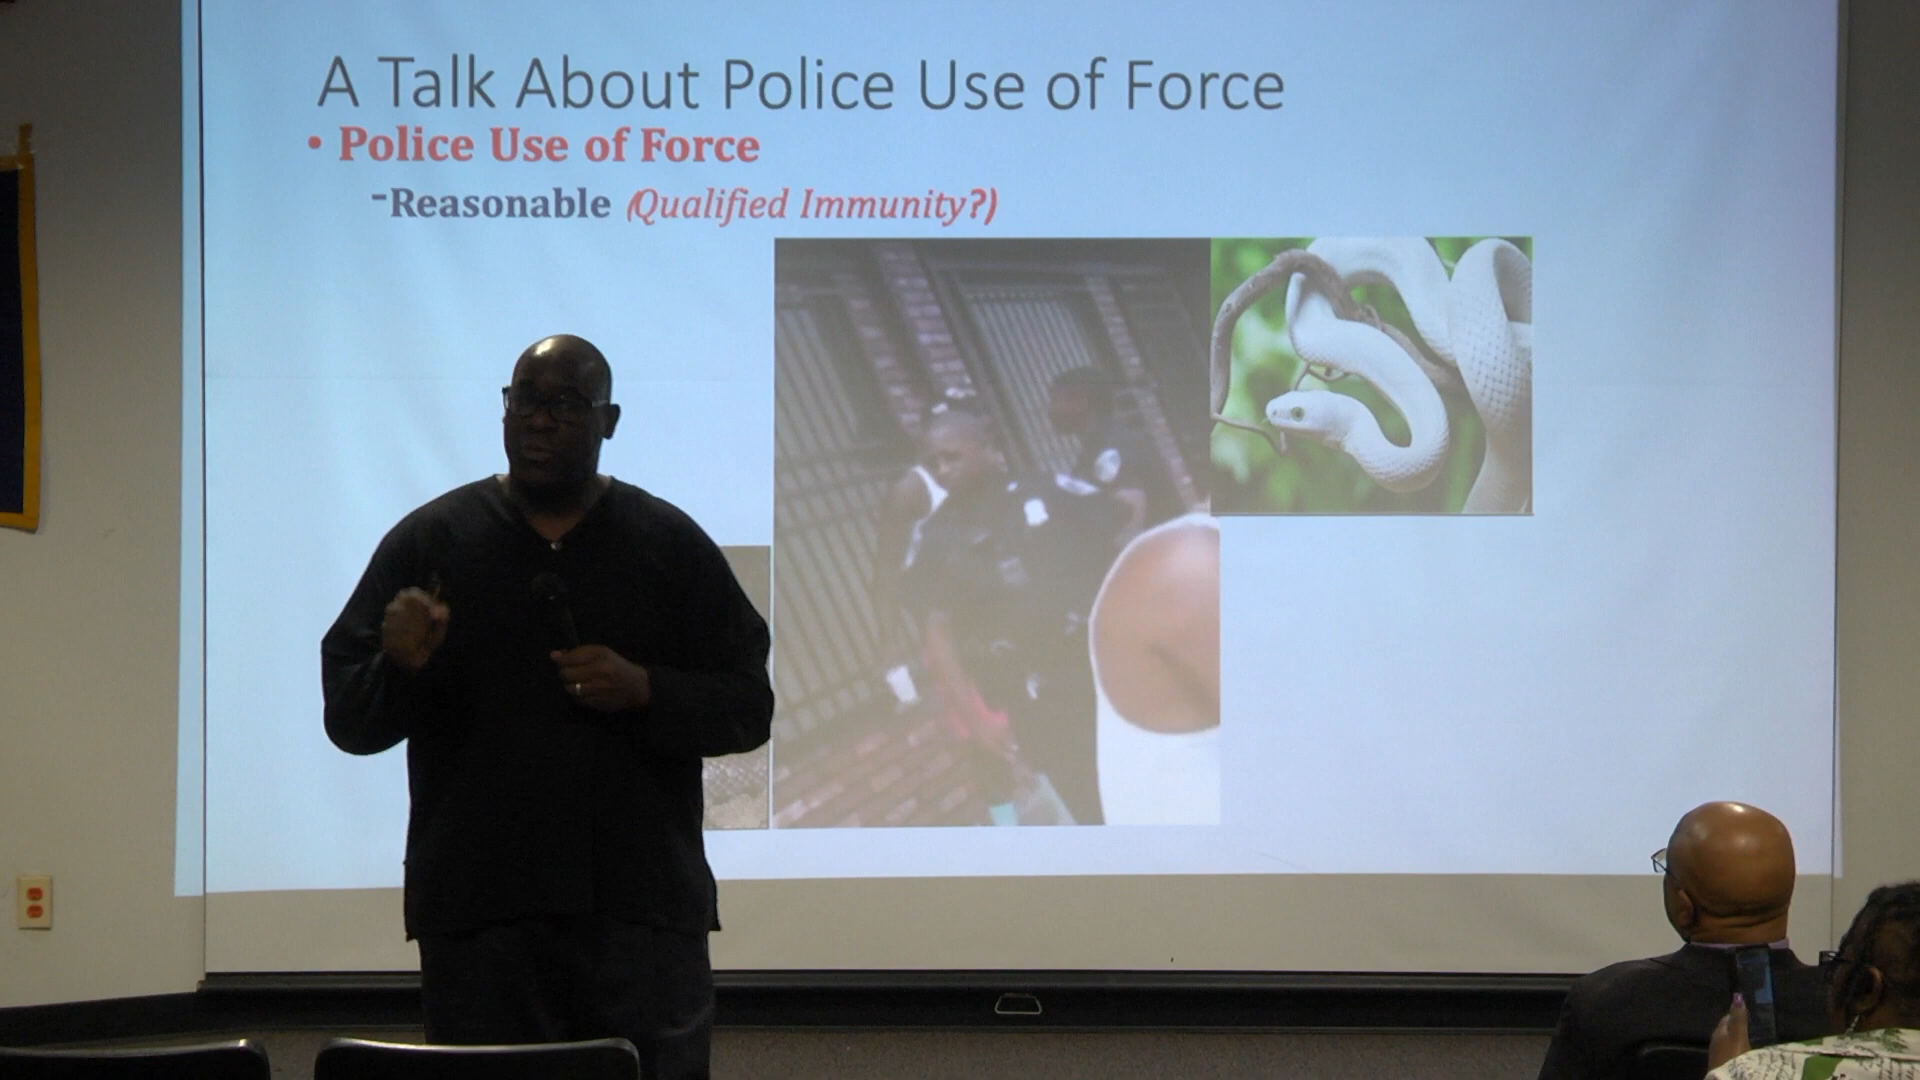 A Talk About Police Use of Force
• Police Use of Force
-Reasonable (Qualified Immunity?)